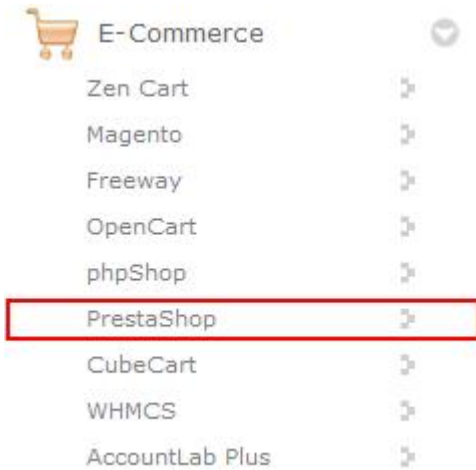 E-Commerce
Zen Cart
Magento
Freeway
OpenCart
phpShop
PrestaShop
CubeCart
WHMCS
AccountLab Plus